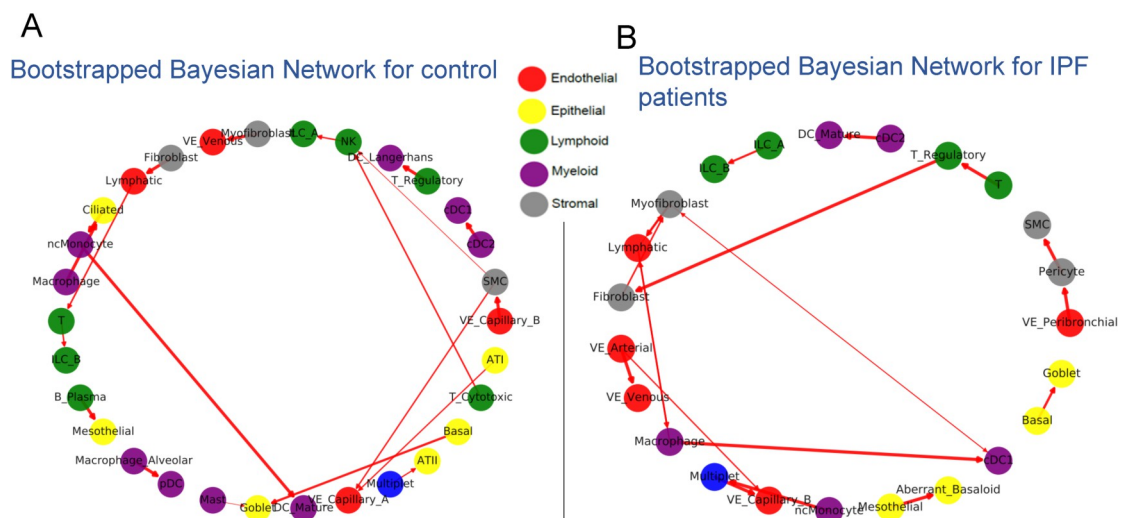 A
Bootstrapped Bayesian Network for control
Endothelial
Epithelial
Lymphoid
Myeloid
Stromal
B
Bootstrapped Bayesian Network for IPF
patients
Myofibroblast
ILC_A
NK
VE_Venous
DC_Langerhans
Fibroblast
T_Regulatory
Lymphatic
cDC1
Ciliated
cDC2
ncMonocyte
SMC
Macrophage
VE_Capillary_B
T
ATI
ILC_B
T_Cytotoxic
B_Plasma
Basal
Mesothelial
ATII
Macrophage_Alveolar
pDC
Multiplet
Mast
Goblet
DC_Mature
VE_Capillary_A
DC_Mature
cDC2
ILC_A
T_Regulatory
ILC_B
T
Myofibroblast
SMC
Lymphatic
Pericyte
Fibroblast
VE_Peribronchial
VE_Arterial
Goblet
VE_Venous
Basal
Macrophage
cDC1
Multiplet
Aberrant_Basaloid
VE_Capillary_B
Mesothelial
ncMonocyte